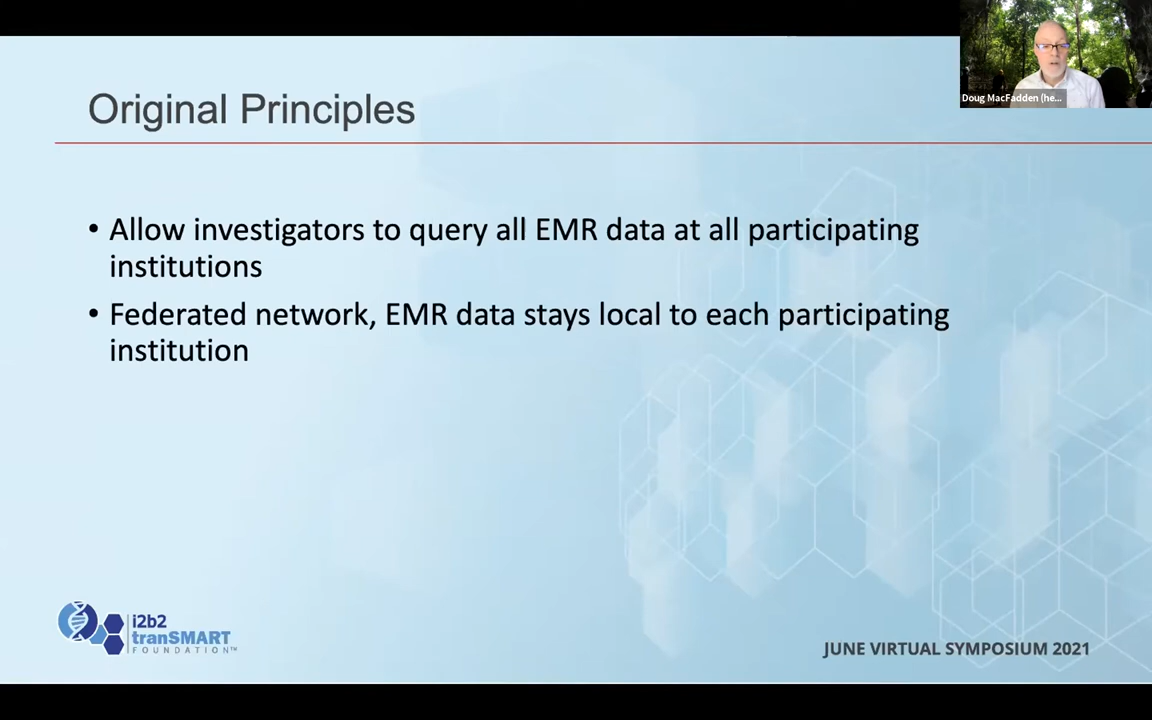 Original Principles
Doug MacFadden (he...
• Allow investigators to query all EMR data at all participating
institutions
• Federated network, EMR data stays local to each participating
institution
i2b2
tranSMART
FOUNDATION™
JUNE VIRTUAL SYMPOSIUM 2021